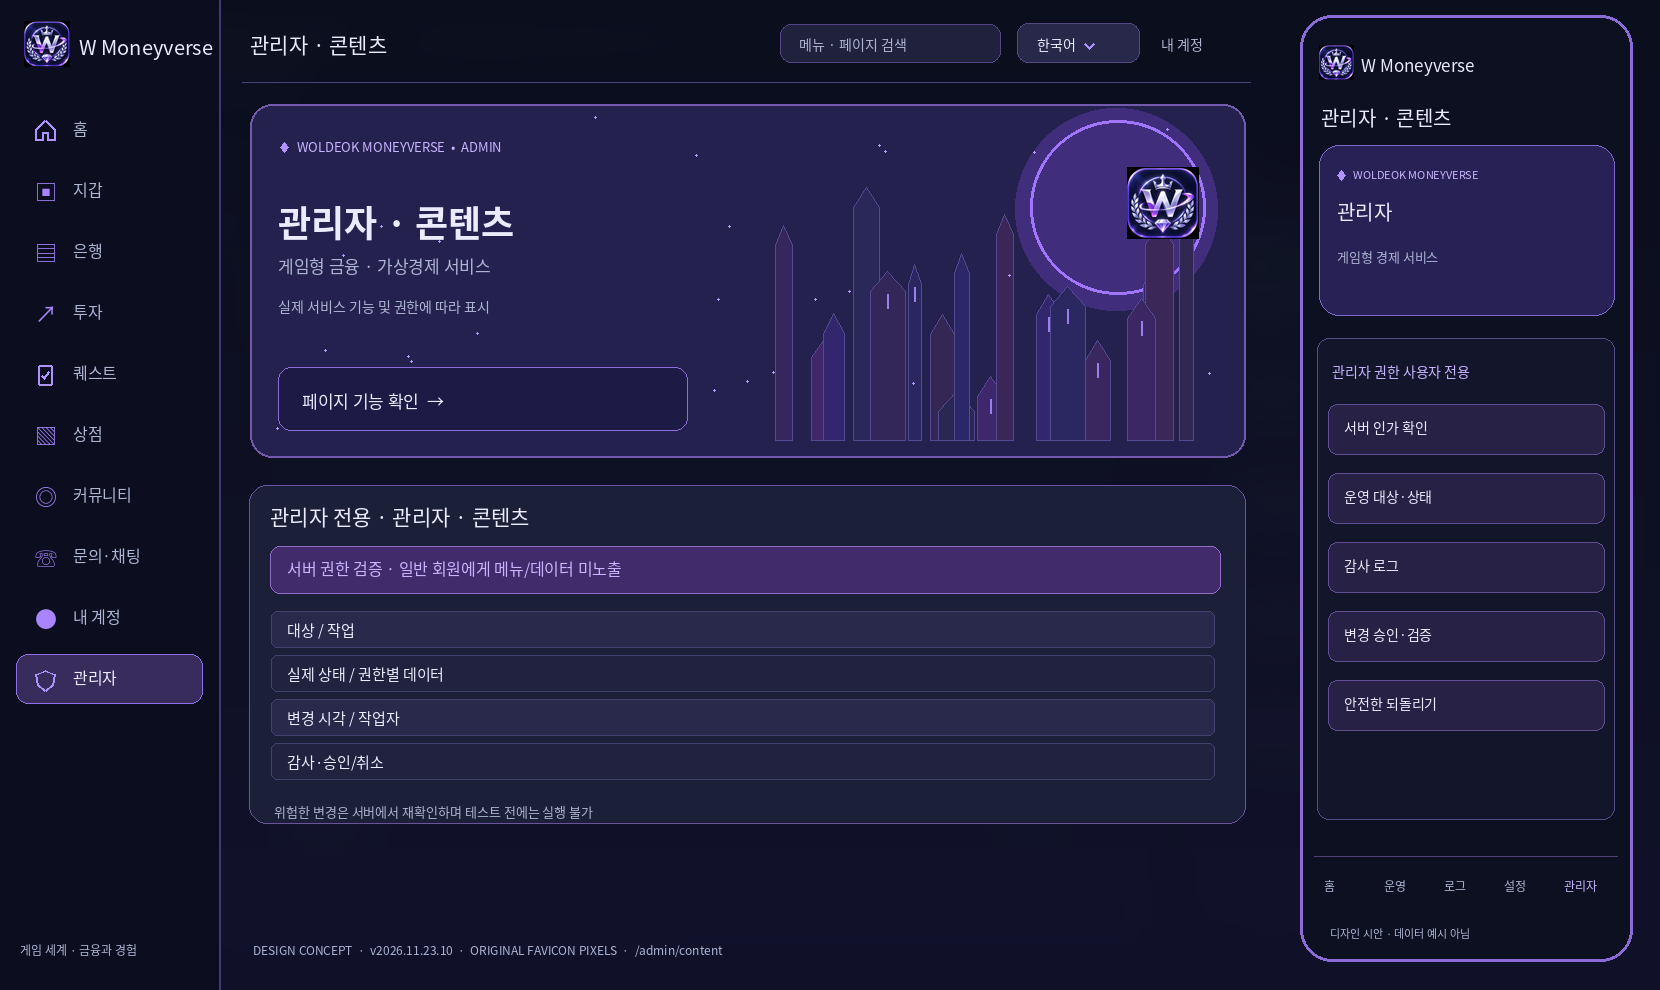 W Moneyverse
홈
지갑
은행
투자
퀘스트
상점
커뮤니티
문의·채팅
내 계정
관리자
게임 세계 · 금융과 경험
관리자 · 콘텐츠
메뉴 · 페이지 검색
한국어
내 계정
WOLDEOK MONEYVERSE • ADMIN
관리자 · 콘텐츠
게임형 금융 · 가상경제 서비스
실제 서비스 기능 및 권한에 따라 표시
페이지 기능 확인 →
W
관리자 전용 · 관리자 · 콘텐츠
서버 권한 검증 · 일반 회원에게 메뉴/데이터 미노출
대상 / 작업
실제 상태 / 권한별 데이터
변경 시각 / 작업자
감사·승인/취소
위험한 변경은 서버에서 재확인하며 테스트 전에는 실행 불가
DESIGN CONCEPT · v2026.11.23.10 · ORIGINAL FAVICON PIXELS · /admin/content
W Moneyverse
관리자 · 콘텐츠
WOLDEOK MONEYVERSE
관리자
게임형 경제 서비스
관리자 권한 사용자 전용
서버 인가 확인
운영 대상·상태
감사 로그
변경 승인·검증
안전한 되돌리기
홈 운영 로그 설정 관리자
디자인 시안 · 데이터 예시 아님